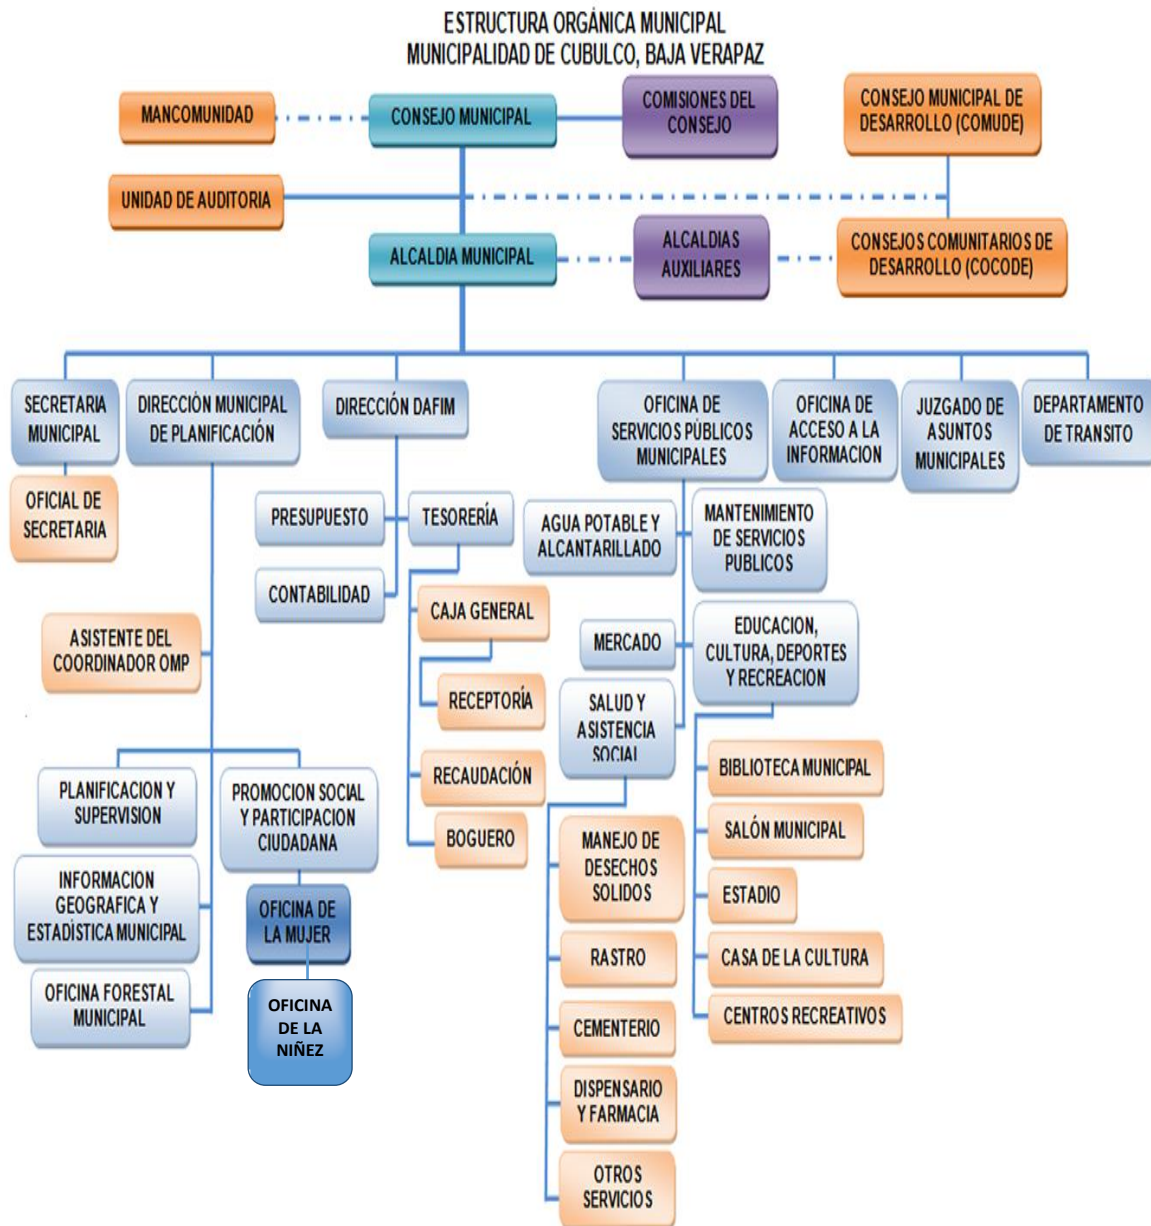 ESTRUCTURA ORGÁNICA MUNICIPAL
MUNICIPALIDAD DE CUBULCO, BAJA VERAPAZ
MANCOMUNIDAD
CONSEJO MUNICIPAL
COMISIONES DEL
CONSEJO
CONSEJO MUNICIPAL DE
DESARROLLO (COMUDE)
UNIDAD DE AUDITORIA
ALCALDIA MUNICIPAL
ALCALDIAS
AUXILIARES
CONSEJOS COMUNITARIOS DE
DESARROLLO (COCODE)
SECRETARIA
MUNICIPAL
DIRECCIÓN MUNICIPAL
DE PLANIFICACIÓN
DIRECCIÓN DAFIM
OFICINA DE
SERVICIOS PÙBLICOS
MUNICIPALES
OFICINA DE
ACCESO A LA
INFORMACION
JUZGADO DE
ASUNTOS
MUNICIPALES
DEPARTAMENTO
DE TRANSITO
OFICIAL DE
SECRETARIA
PRESUPUESTO
TESORERÍA
AGUA POTABLE Y
ALCANTARILLADO
MANTENIMIENTO
DE SERVICIOS
PUBLICOS
CONTABILIDAD
CAJA GENERAL
ASISTENTE DEL
COORDINADOR OMP
MERCADO
EDUCACION,
CULTURA, DEPORTES
Y RECREACION
RECEPTORÍA
SALUD Y
ASISTENCIA
SOCIAL
PLANIFICACION Y
SUPERVISION
PROMOCION SOCIAL
Y PARTICIPACION
CIUDADANA
RECAUDACIÓN
BIBLIOTECA MUNICIPAL
BOGUERO
MANEJO DE
DESECHOS
SOLIDOS
SALÓN MUNICIPAL
INFORMACION
GEOGRAFICA Y
ESTADÌSTICA MUNICIPAL
OFICINA DE
LA MUJER
ESTADIO
RASTRO
CASA DE LA CULTURA
OFICINA FORESTAL
MUNICIPAL
OFICINA
DE LA
NIÑEZ
CEMENTERIO
CENTROS RECREATIVOS
DISPENSARIO
Y FARMACIA
OTROS
SERVICIOS